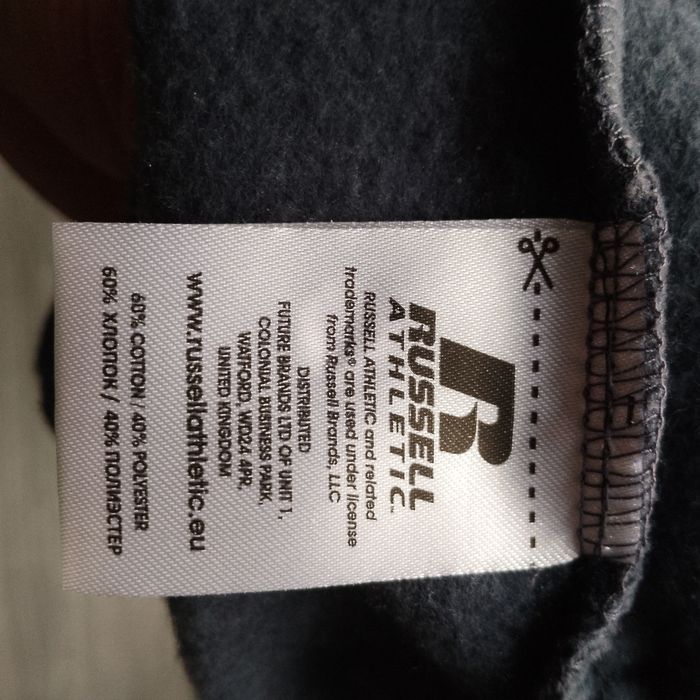 RUSSELL
ATHLETIC™
RUSSELL ATHLETIC and related
trademarks® are used under license
from Russell Brands, LLC
DISTRIBUTED
FUTURE BRANDS LTD OF UNIT 1,
COLONIAL BUSINESS PARK,
WATFORD, WD24 4PR,
UNITED KINGDOM
www.russellathletic.eu
60% COTTON / 40% POLYESTER
60% ХЛОПОК / 40% ПОЛИЭСТЕР